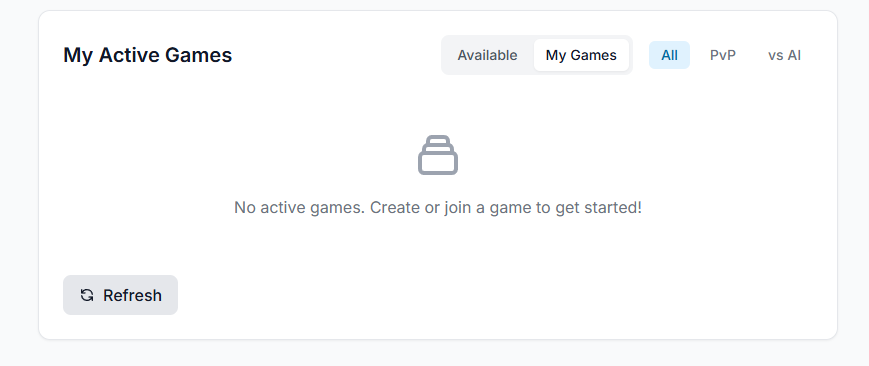 My Active Games
Available My Games All PvP vs AI
No active games. Create or join a game to get started!
Refresh